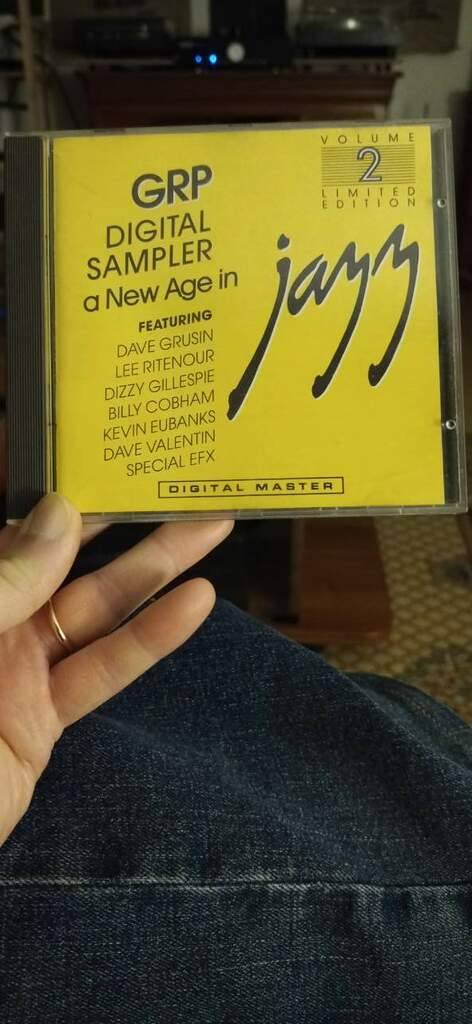 GRP
DIGITAL
SAMPLER
a New Age in
jazz
VOLUME
2
LIMITED
EDITION
FEATURING
DAVE GRUSIN
LEE RITENOUR
DIZZY GILLESPIE
BILLY COBHAM
KEVIN EUBANKS
DAVE VALENTIN
SPECIAL EFX
DIGITAL MASTER